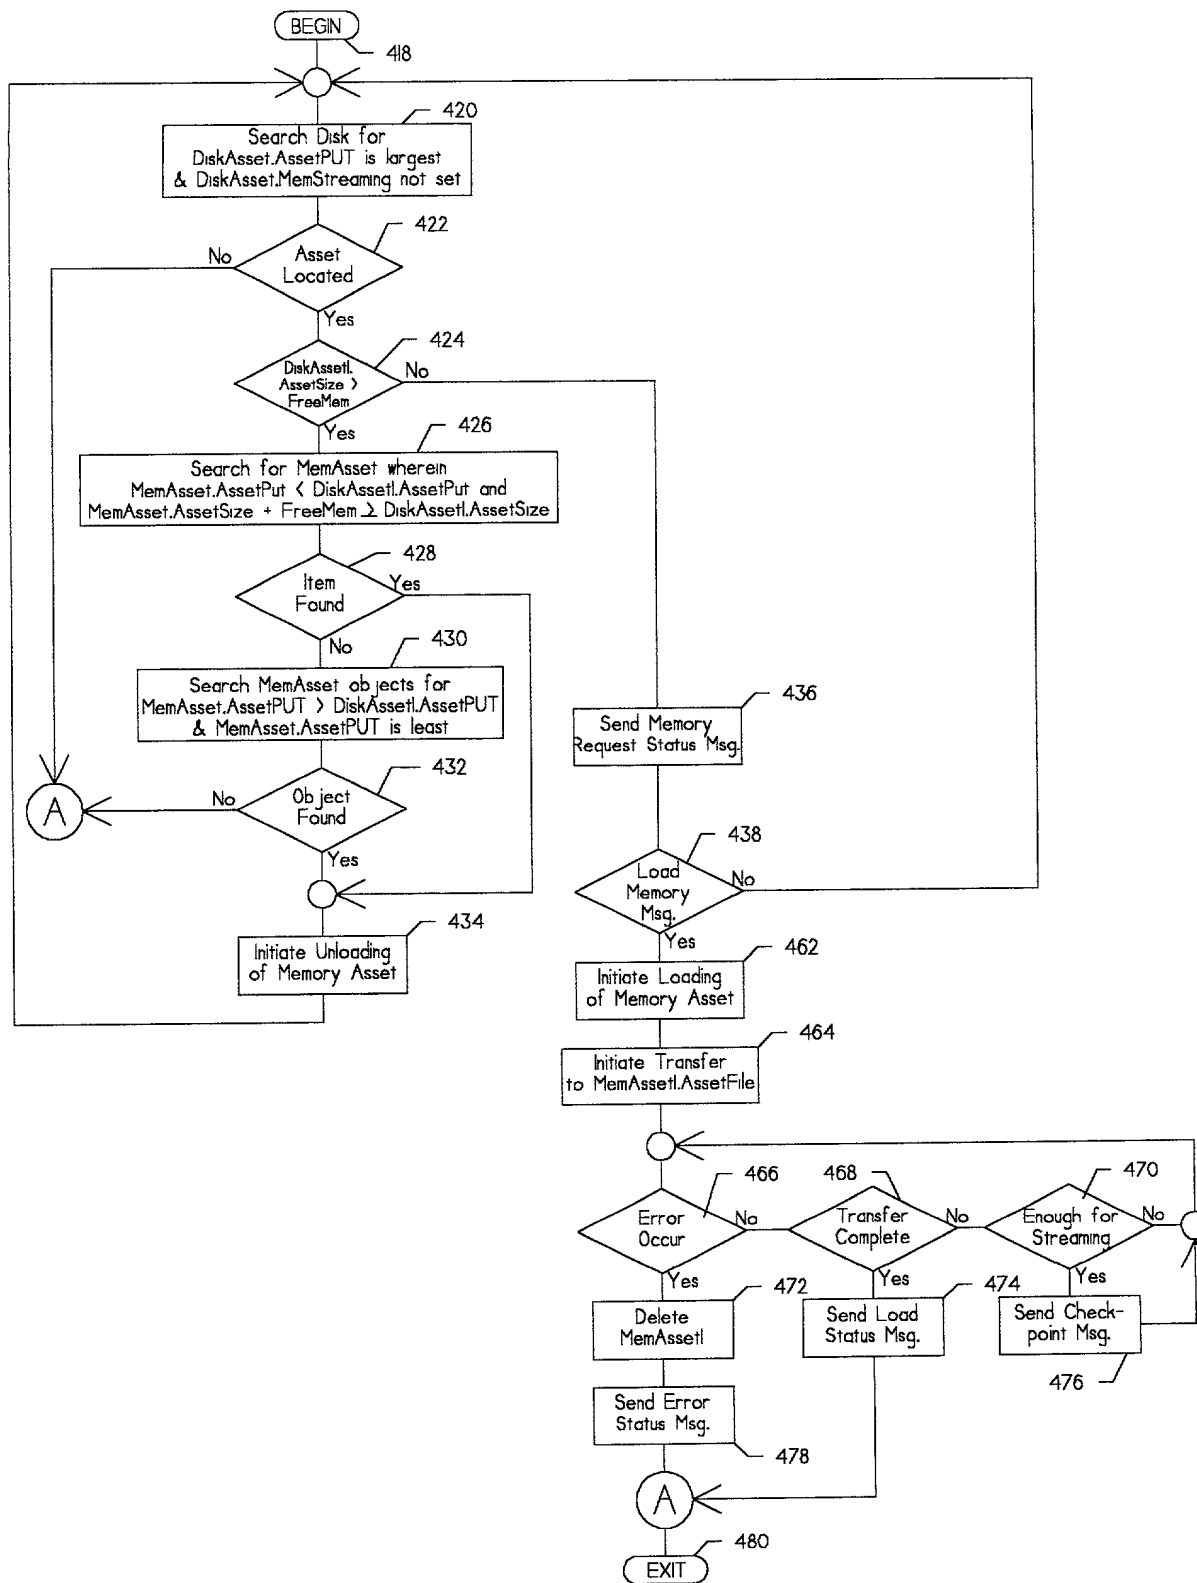 BEGIN
418
420
Search Disk for
DiskAsset.AssetPUT is largest
& DiskAsset.MemStreaming not set
422
No
Asset
Located
Yes
424
DiskAssetI.
AssetSize >
FreeMem
No
Yes
426
Search for MemAsset wherein
MemAsset.AssetPut < DiskAssetI.AssetPut and
MemAsset.AssetSize + FreeMem ≥ DiskAssetI.AssetSize
428
Item
Found
Yes
No
430
Search MemAsset objects for
MemAsset.AssetPUT > DiskAssetI.AssetPUT
& MemAsset.AssetPUT is least
436
Send Memory
Request Status Msg.
432
A
No
Object
Found
Yes
438
Load
Memory
Msg.
No
Yes
434
Initiate Unloading
of Memory Asset
462
Initiate Loading
of Memory Asset
464
Initiate Transfer
to MemAssetI.AssetFile
466
468
470
Error
Occur
No
Transfer
Complete
No
Enough for
Streaming
No
Yes
Yes
Yes
472
474
Delete
MemAssetI
Send Load
Status Msg.
Send Check-
point Msg.
476
Send Error
Status Msg.
478
A
480
EXIT